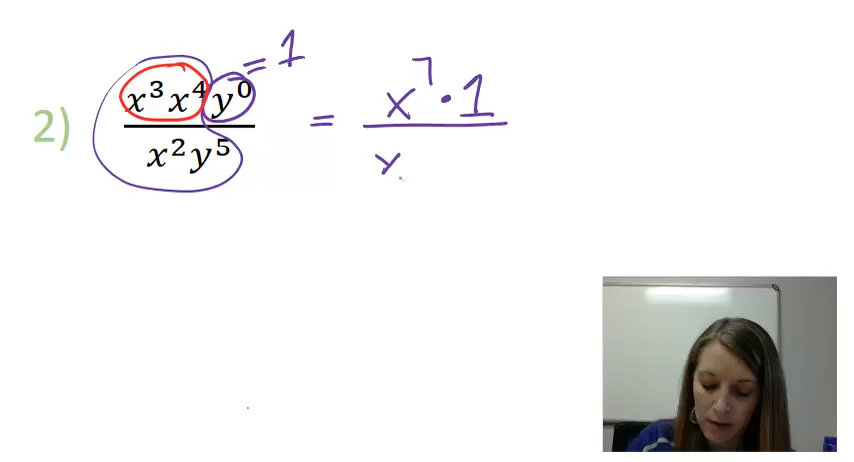 = 1
2) x³x⁴y⁰ / x²y⁵ = x⁷ · 1 / x